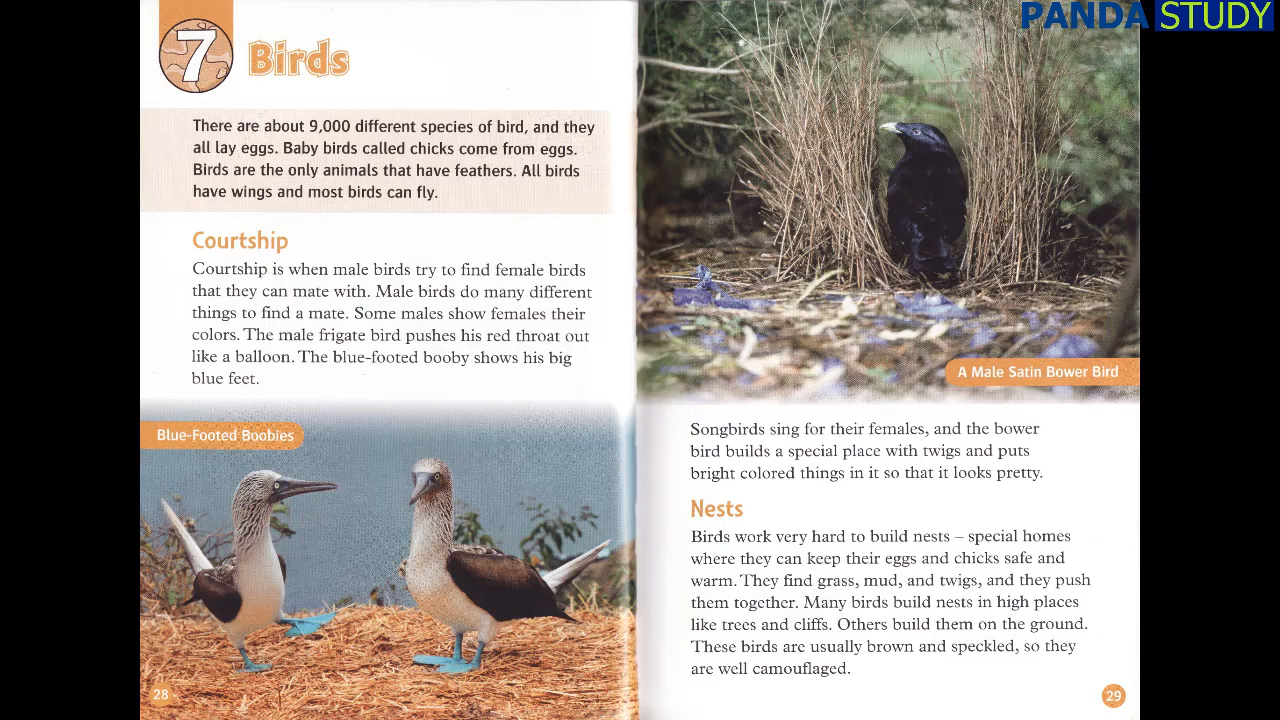 PANDA STUDY
7 Birds
There are about 9,000 different species of bird, and they
all lay eggs. Baby birds called chicks come from eggs.
Birds are the only animals that have feathers. All birds
have wings and most birds can fly.
Courtship
Courtship is when male birds try to find female birds
that they can mate with. Male birds do many different
things to find a mate. Some males show females their
colors. The male frigate bird pushes his red throat out
like a balloon. The blue-footed booby shows his big
blue feet.
Blue-Footed Boobies
28
A Male Satin Bower Bird
Songbirds sing for their females, and the bower
bird builds a special place with twigs and puts
bright colored things in it so that it looks pretty.
Nests
Birds work very hard to build nests – special homes
where they can keep their eggs and chicks safe and
warm. They find grass, mud, and twigs, and they push
them together. Many birds build nests in high places
like trees and cliffs. Others build them on the ground.
These birds are usually brown and speckled, so they
are well camouflaged.
29